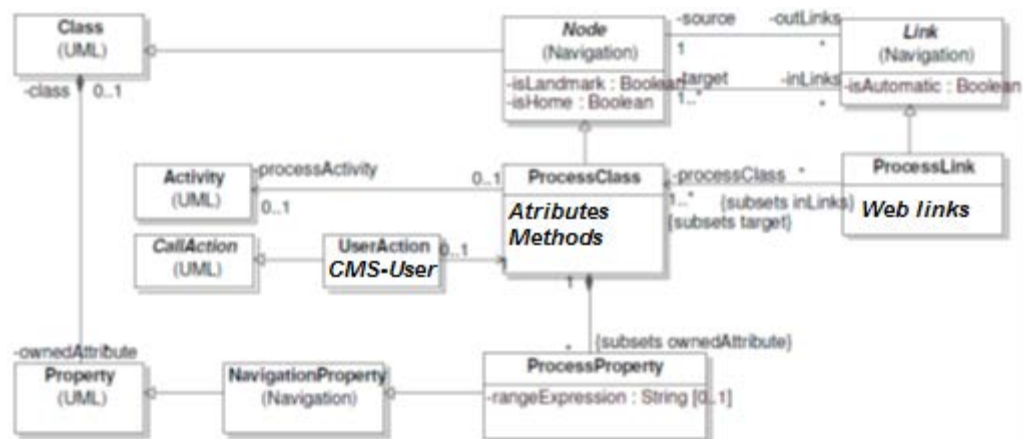 Class
(UML)
-class 0..1
Node
(Navigation)
-isLandmark : Boolean
-isHome : Boolean
-source
1
-outLinks
*
-target
1..*
-inLinks
*
Link
(Navigation)
-isAutomatic : Boolean
Activity
(UML)
-processActivity
0..1
0..1
ProcessClass
Atributes
Methods
-processClass *
1..* {subsets inLinks}
{subsets target}
ProcessLink
Web links
CallAction
(UML)
UserAction
CMS-User
0..1
1
1
*
{subsets ownedAttribute}
-ownedAttribute
Property
(UML)
NavigationProperty
(Navigation)
ProcessProperty
-rangeExpression : String [0..1]